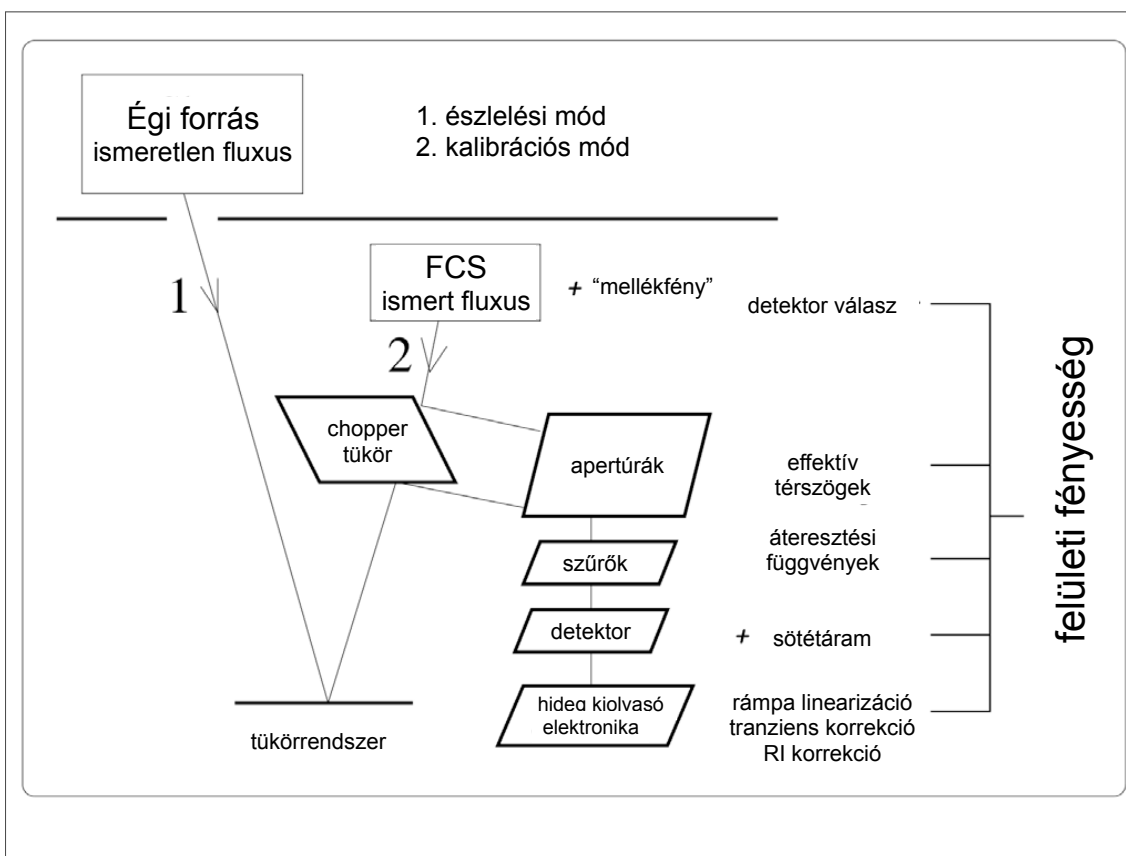 Égi forrás
ismeretlen fluxus
1. észlelési mód
2. kalibrációs mód
1
FCS
ismert fluxus
+ “mellékfény”
detektor válasz
2
chopper
tükör
apertúrák
effektív
térszögek
szűrők
áteresztési
függvények
detektor
+ sötétáram
hideg kiolvasó
elektronika
rámpa linearizáció
tranziens korrekció
RI korrekció
tükörrendszer
felületi fényesség